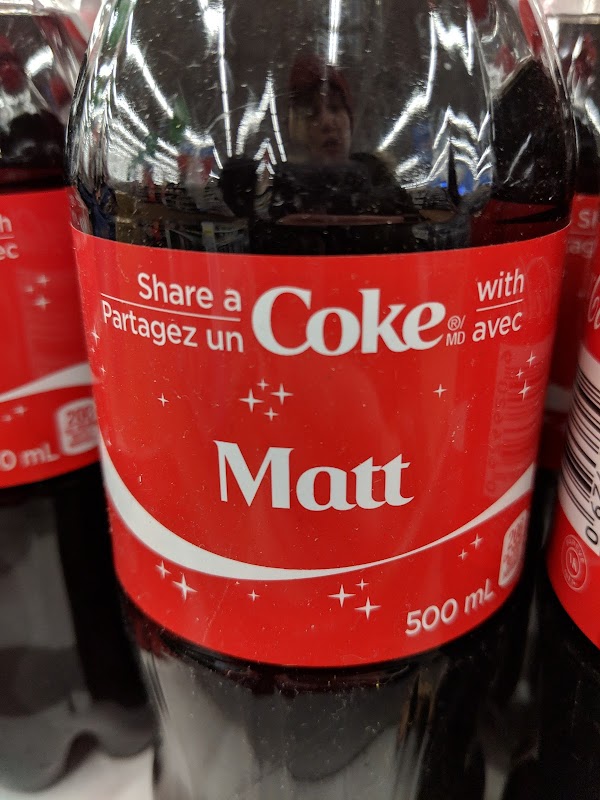 Share a
Partagez un
Coke ®/MD
with
avec
Matt
500 mL